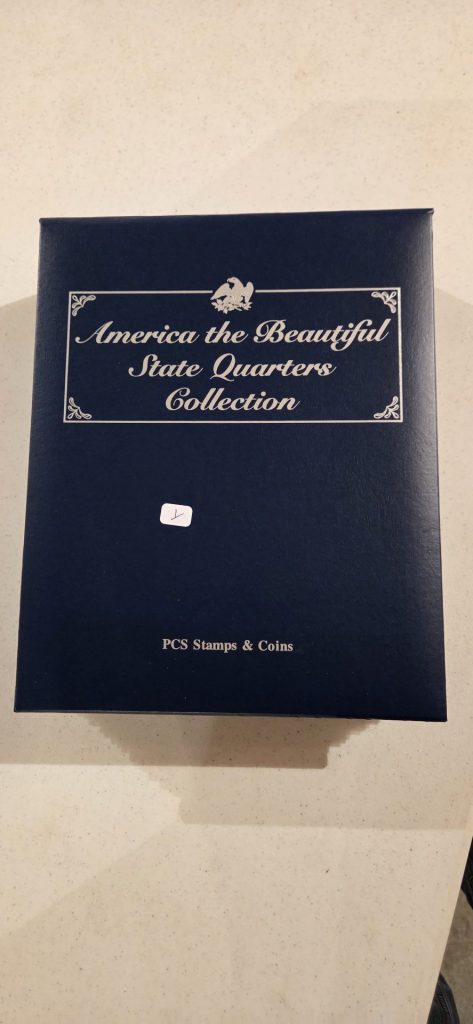 America the Beautiful
State Quarters
Collection
PCS Stamps & Coins